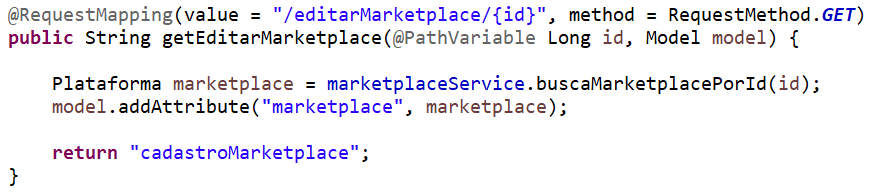 @RequestMapping(value = "/editarMarketplace/{id}", method = RequestMethod.GET)
public String getEditarMarketplace(@PathVariable Long id, Model model) {
Plataforma marketplace = marketplaceService.buscaMarketplacePorId(id);
model.addAttribute("marketplace", marketplace);
return "cadastroMarketplace";
}